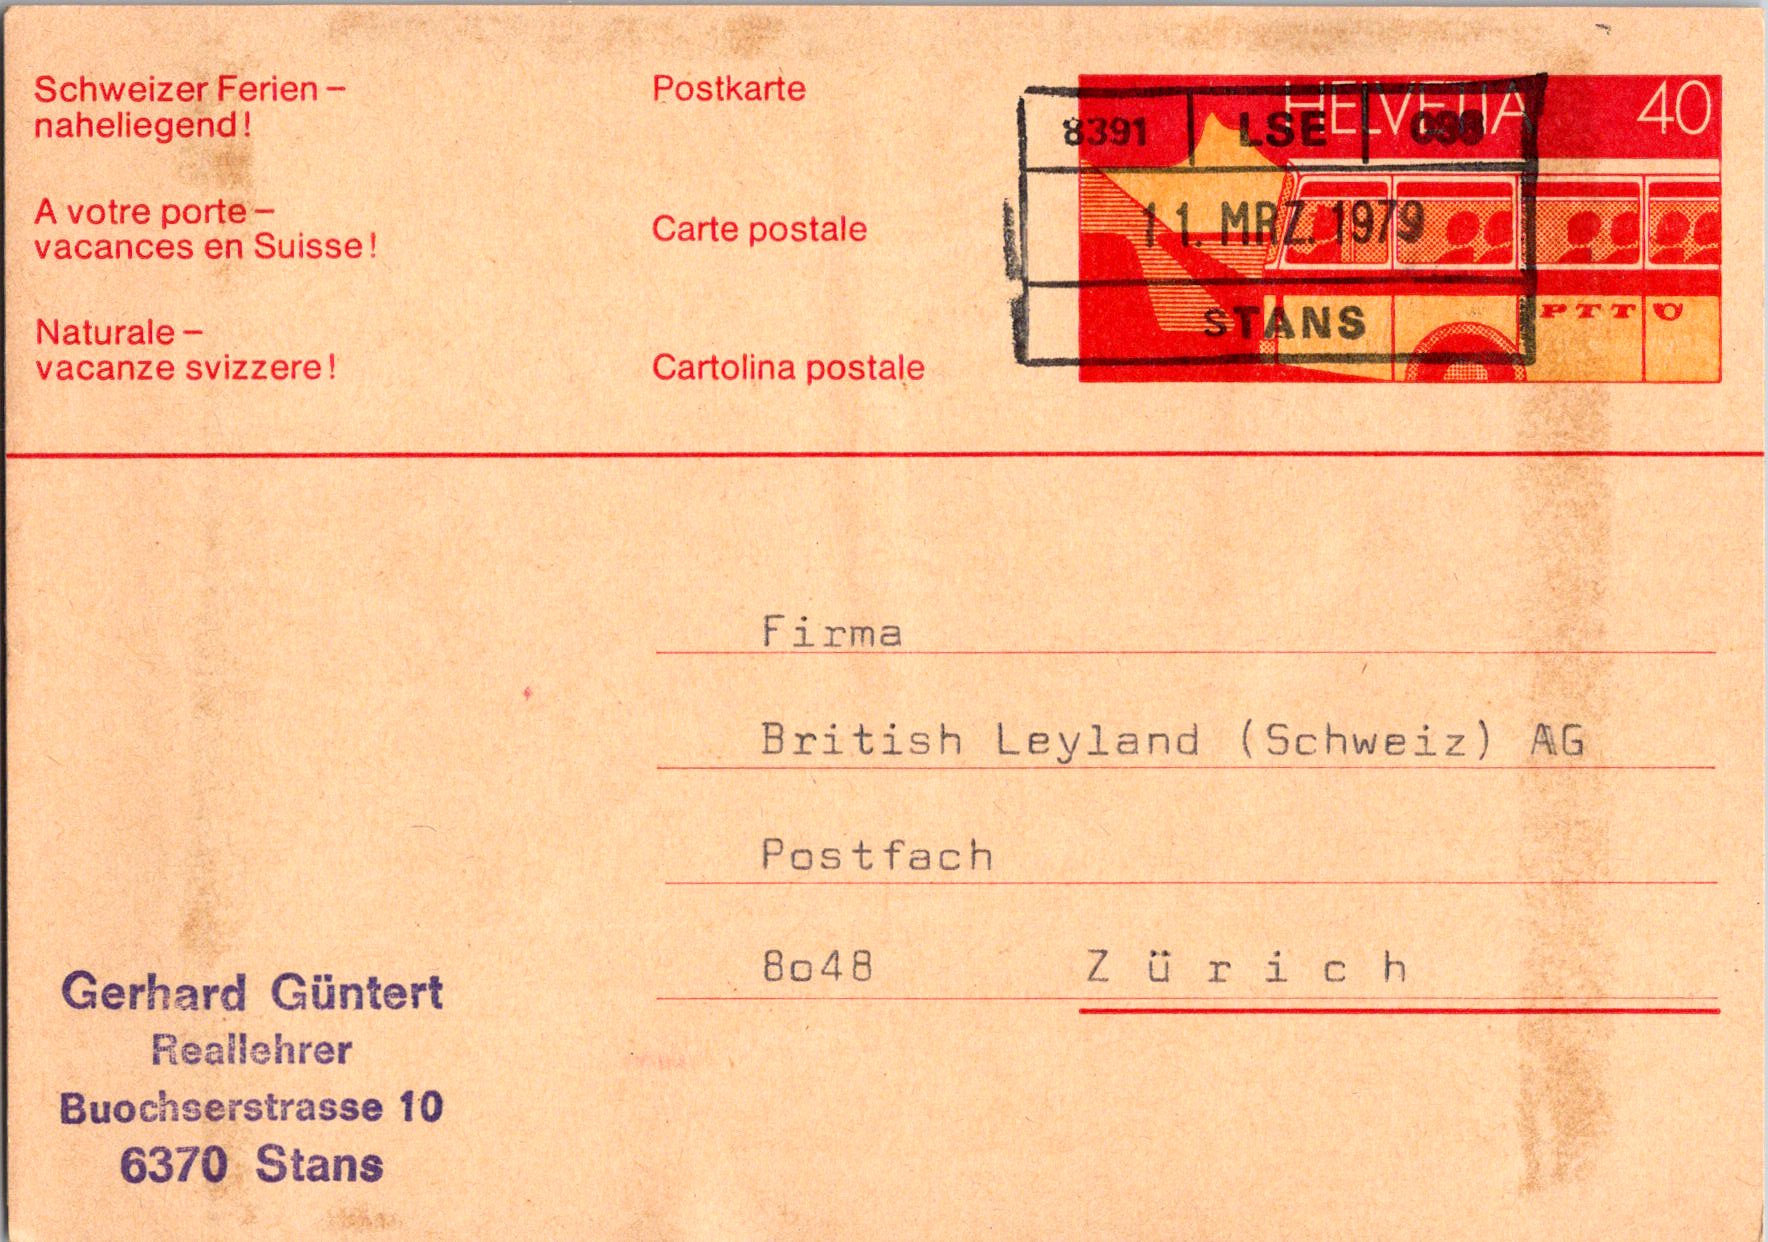 Schweizer Ferien –
naheliegend!
A votre porte –
vacances en Suisse!
Naturale –
vacanze svizzere!
Postkarte
Carte postale
Cartolina postale
HELVETIA 40
8391 LSE 098
11. MRZ. 1979
STANS
PTT
Firma
British Leyland (Schweiz) AG
Postfach
8o48 Zürich
Gerhard Güntert
Reallehrer
Buochserstrasse 10
6370 Stans